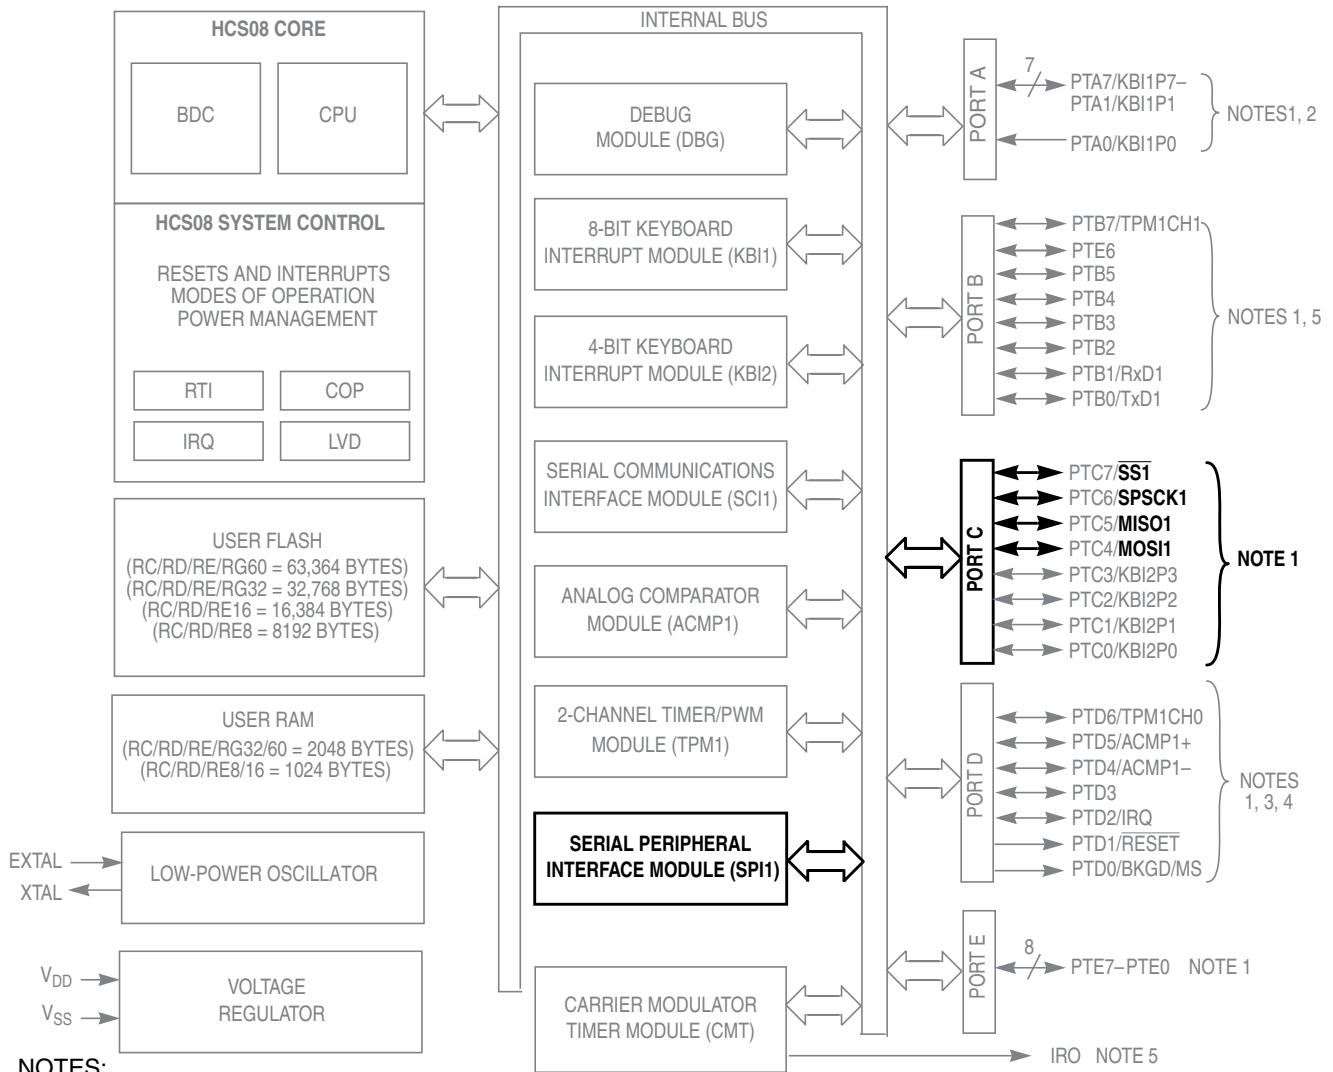 INTERNAL BUS
HCS08 CORE
BDC
CPU
HCS08 SYSTEM CONTROL
RESETS AND INTERRUPTS
MODES OF OPERATION
POWER MANAGEMENT
RTI
COP
IRQ
LVD
USER FLASH
(RC/RD/RE/RG60 = 63,364 BYTES)
(RC/RD/RE/RG32 = 32,768 BYTES)
(RC/RD/RE16 = 16,384 BYTES)
(RC/RD/RE8 = 8192 BYTES)
USER RAM
(RC/RD/RE/RG32/60 = 2048 BYTES)
(RC/RD/RE8/16 = 1024 BYTES)
EXTAL
XTAL
LOW-POWER OSCILLATOR
VDD
VSS
VOLTAGE
REGULATOR
DEBUG
MODULE (DBG)
8-BIT KEYBOARD
INTERRUPT MODULE (KBI1)
4-BIT KEYBOARD
INTERRUPT MODULE (KBI2)
SERIAL COMMUNICATIONS
INTERFACE MODULE (SCI1)
ANALOG COMPARATOR
MODULE (ACMP1)
2-CHANNEL TIMER/PWM
MODULE (TPM1)
SERIAL PERIPHERAL
INTERFACE MODULE (SPI1)
CARRIER MODULATOR
TIMER MODULE (CMT)
PORT A
7
PTA7/KBI1P7–
PTA1/KBI1P1
PTA0/KBI1P0
NOTES1, 2
PORT B
PTB7/TPM1CH1
PTE6
PTB5
PTB4
PTB3
PTB2
PTB1/RxD1
PTB0/TxD1
NOTES 1, 5
PORT C
PTC7/SS1
PTC6/SPSCK1
PTC5/MISO1
PTC4/MOSI1
PTC3/KBI2P3
PTC2/KBI2P2
PTC1/KBI2P1
PTC0/KBI2P0
NOTE 1
PORT D
PTD6/TPM1CH0
PTD5/ACMP1+
PTD4/ACMP1–
PTD3
PTD2/IRQ
PTD1/RESET
PTD0/BKGD/MS
NOTES
1, 3, 4
PORT E
8
PTE7–PTE0 NOTE 1
IRO NOTE 5
NOTES: